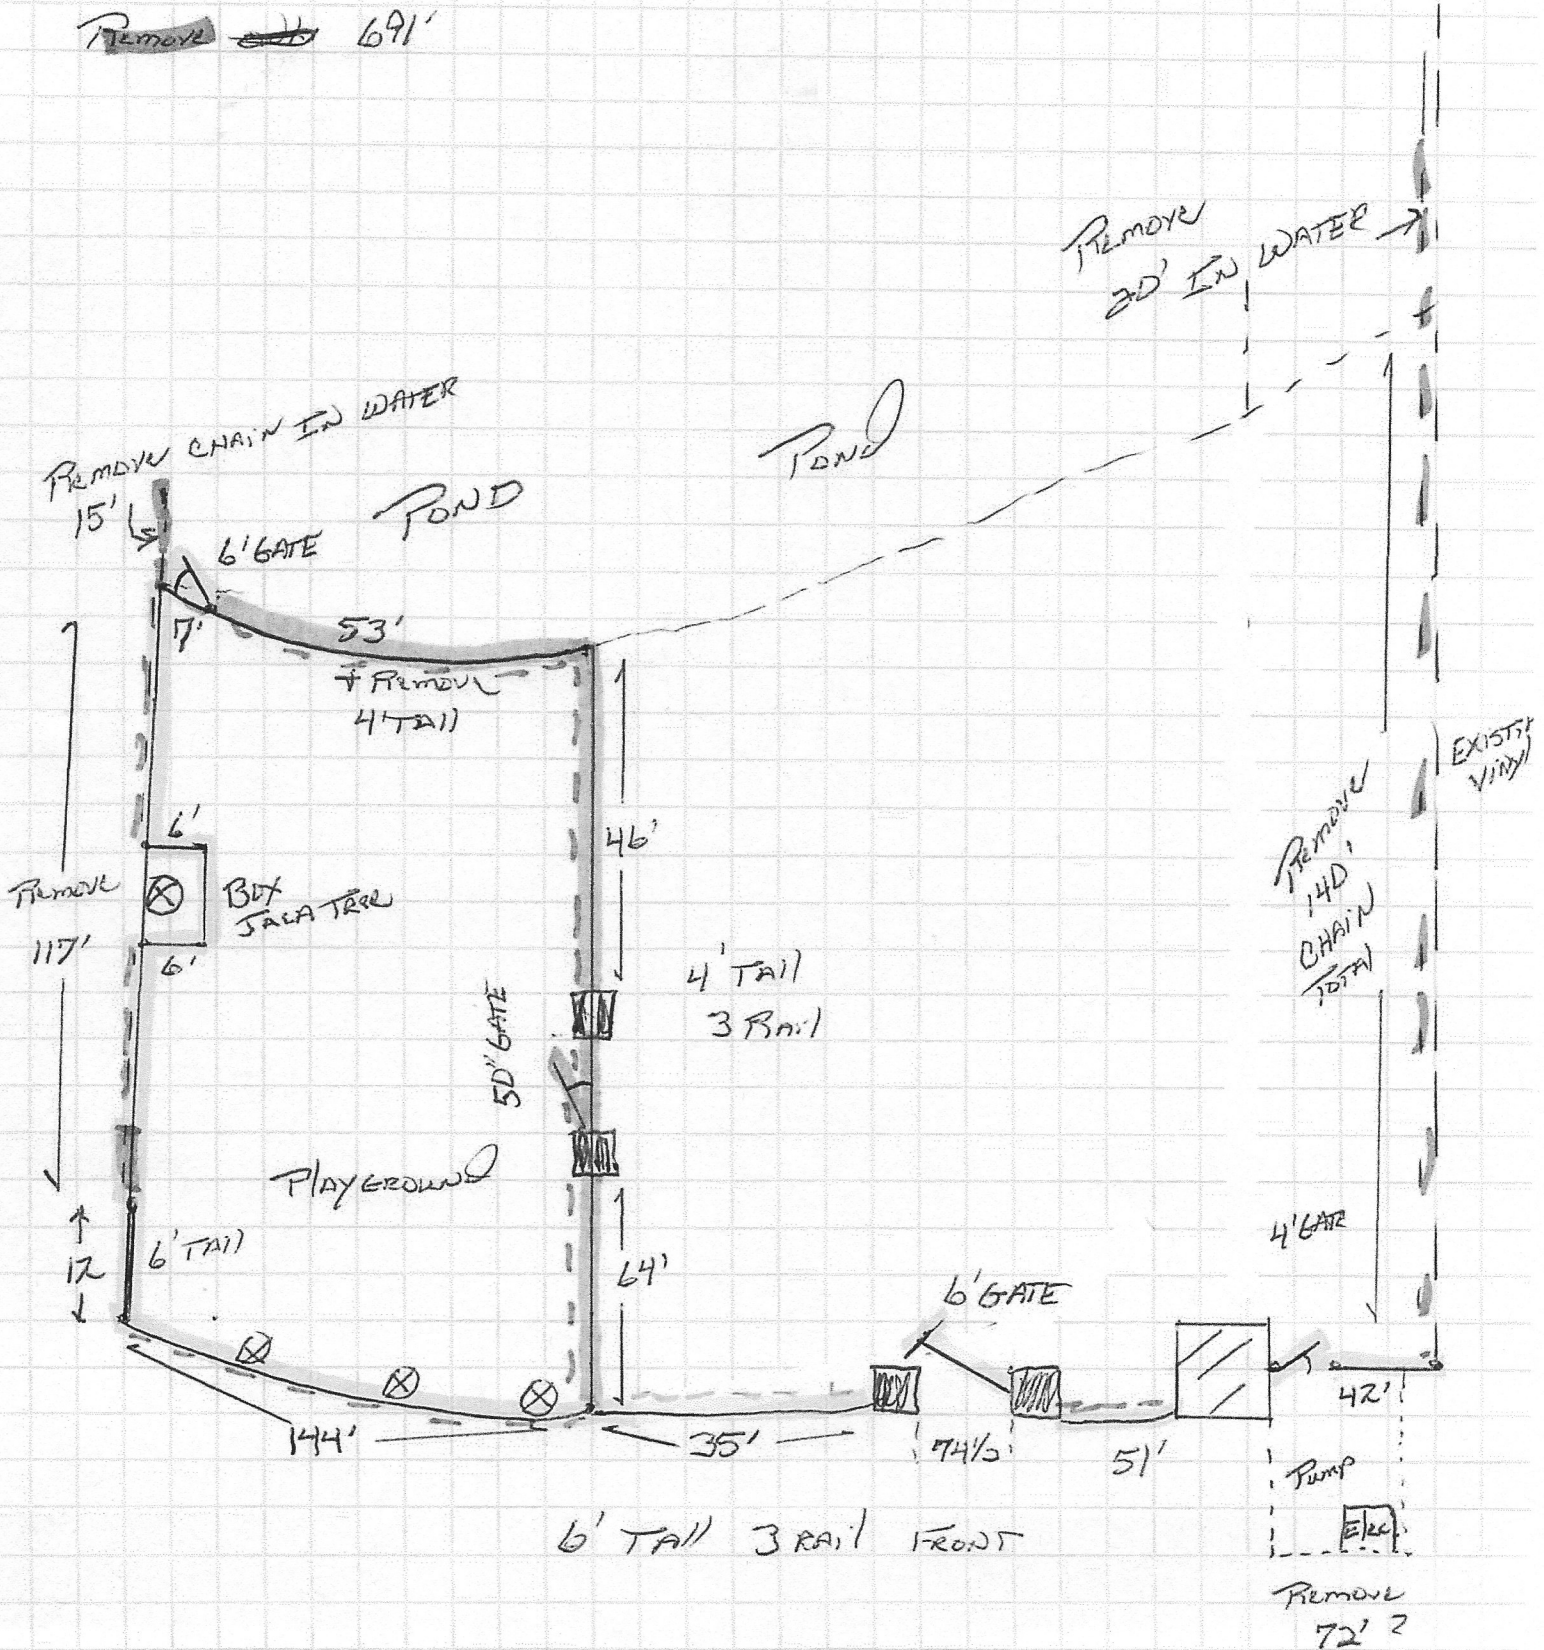 Remove 691'
Remove
20' IN WATER
Remove CHAIN IN WATER
15'
POND
POND
6' GATE
7'
53'
+ Remove
4' TAll
46'
Remove
140'
CHAIN
TOTAL
6'
Remove
117'
BOX
6'
4' TAll
3 RAil
50" GATE
PlAYGROUND
12
6' TAll
64'
4' GATE
6' GATE
144'
35'
74 1/2
51'
42'
Pump
Elec
6' TAll 3 RAil FRONT
Remove
72' ?